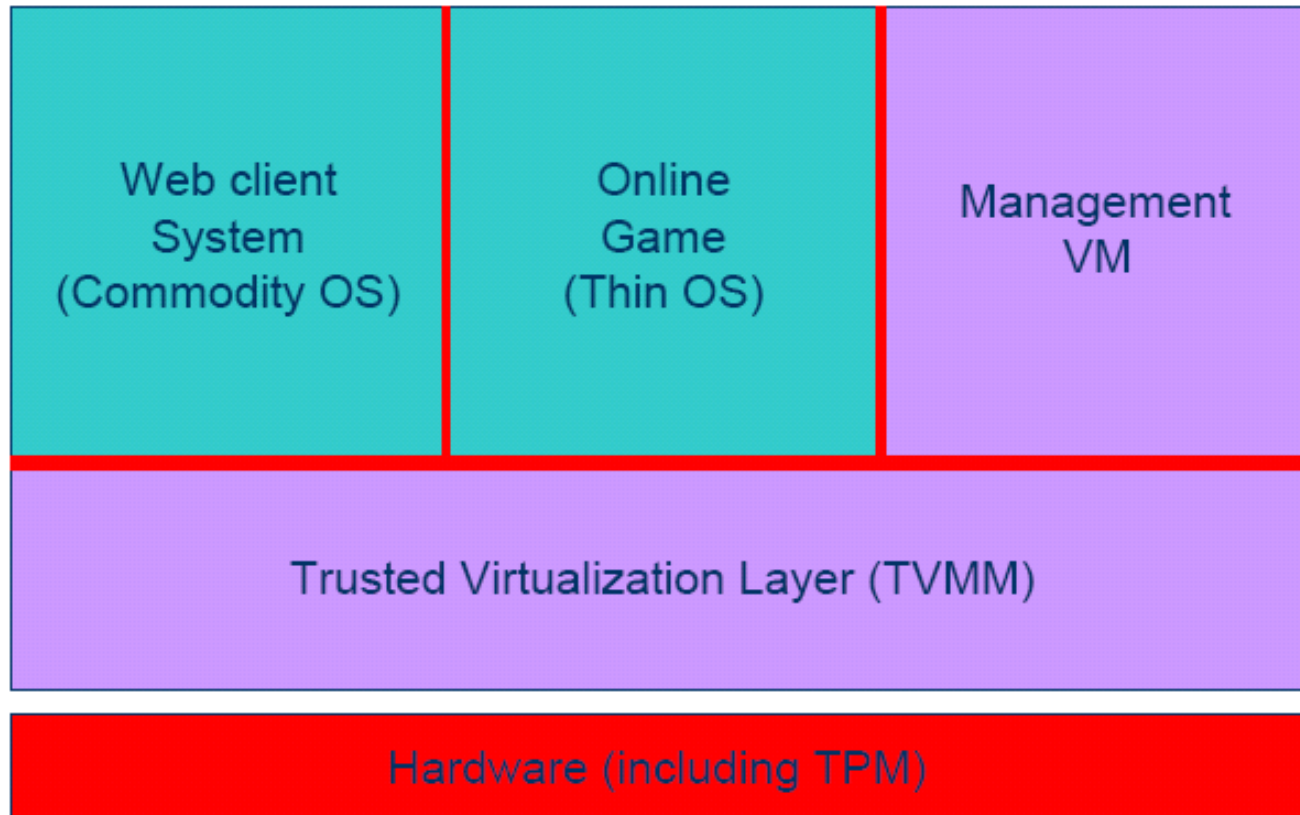 Web client
System
(Commodity OS)
Online
Game
(Thin OS)
Management
VM
Trusted Virtualization Layer (TVMM)
Hardware (including TPM)